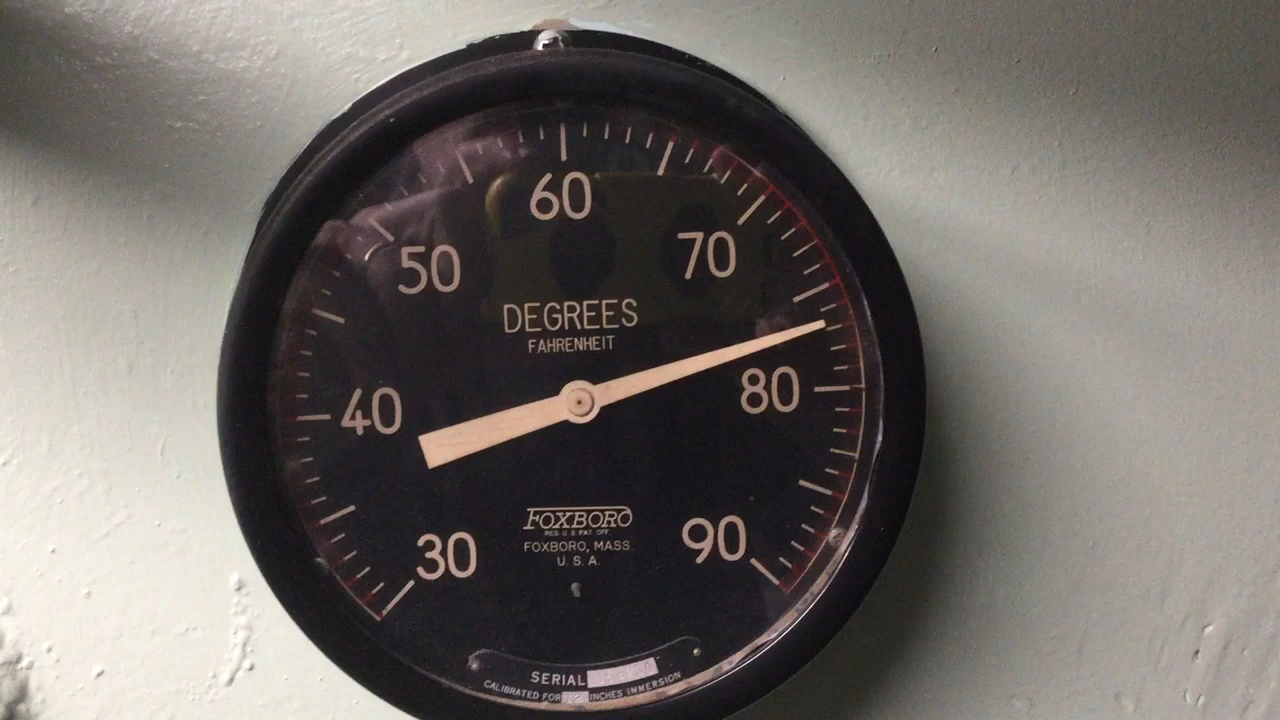 60
50
70
DEGREES
FAHRENHEIT
40
80
FOXBORO
REG. U.S. PAT. OFF.
FOXBORO, MASS.
U. S. A.
30
90
SERIAL
CALIBRATED FOR 12 INCHES IMMERSION